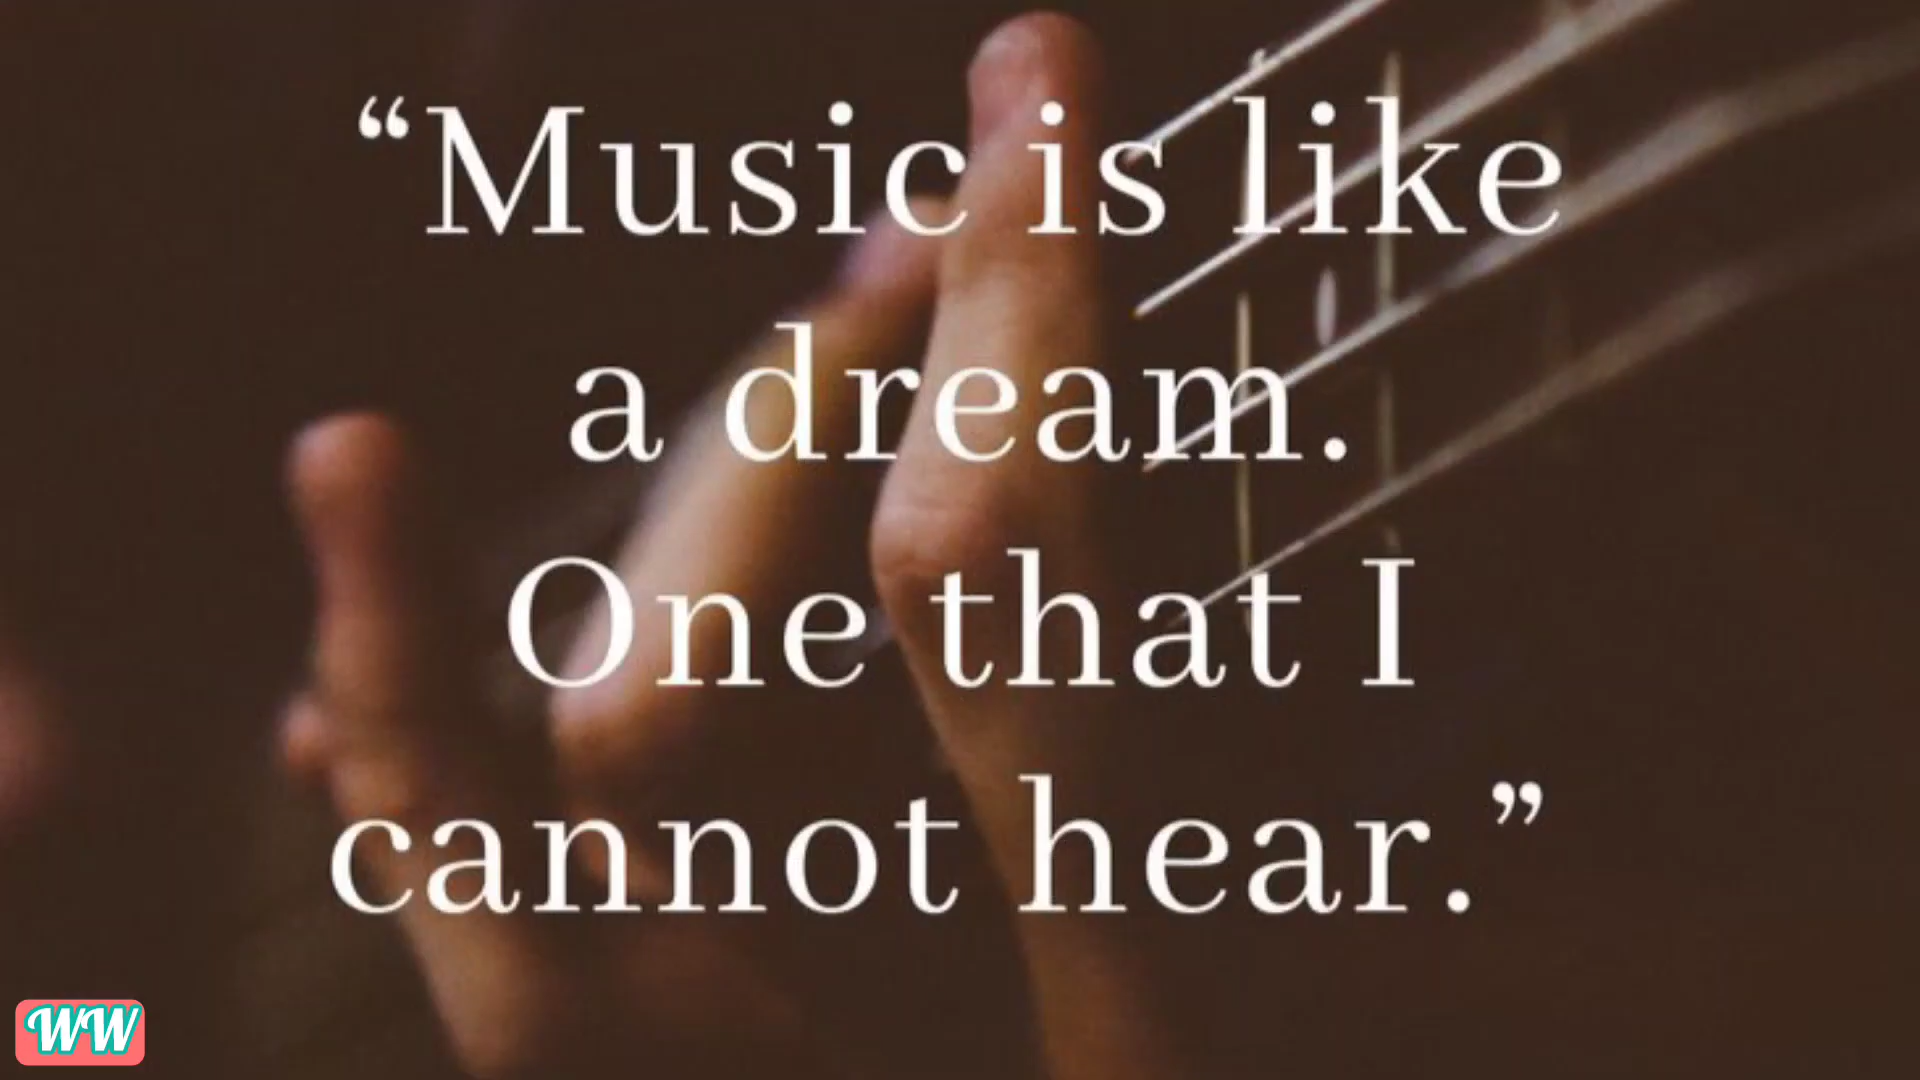 “Music is like
a dream.
One that I
cannot hear.”
WW